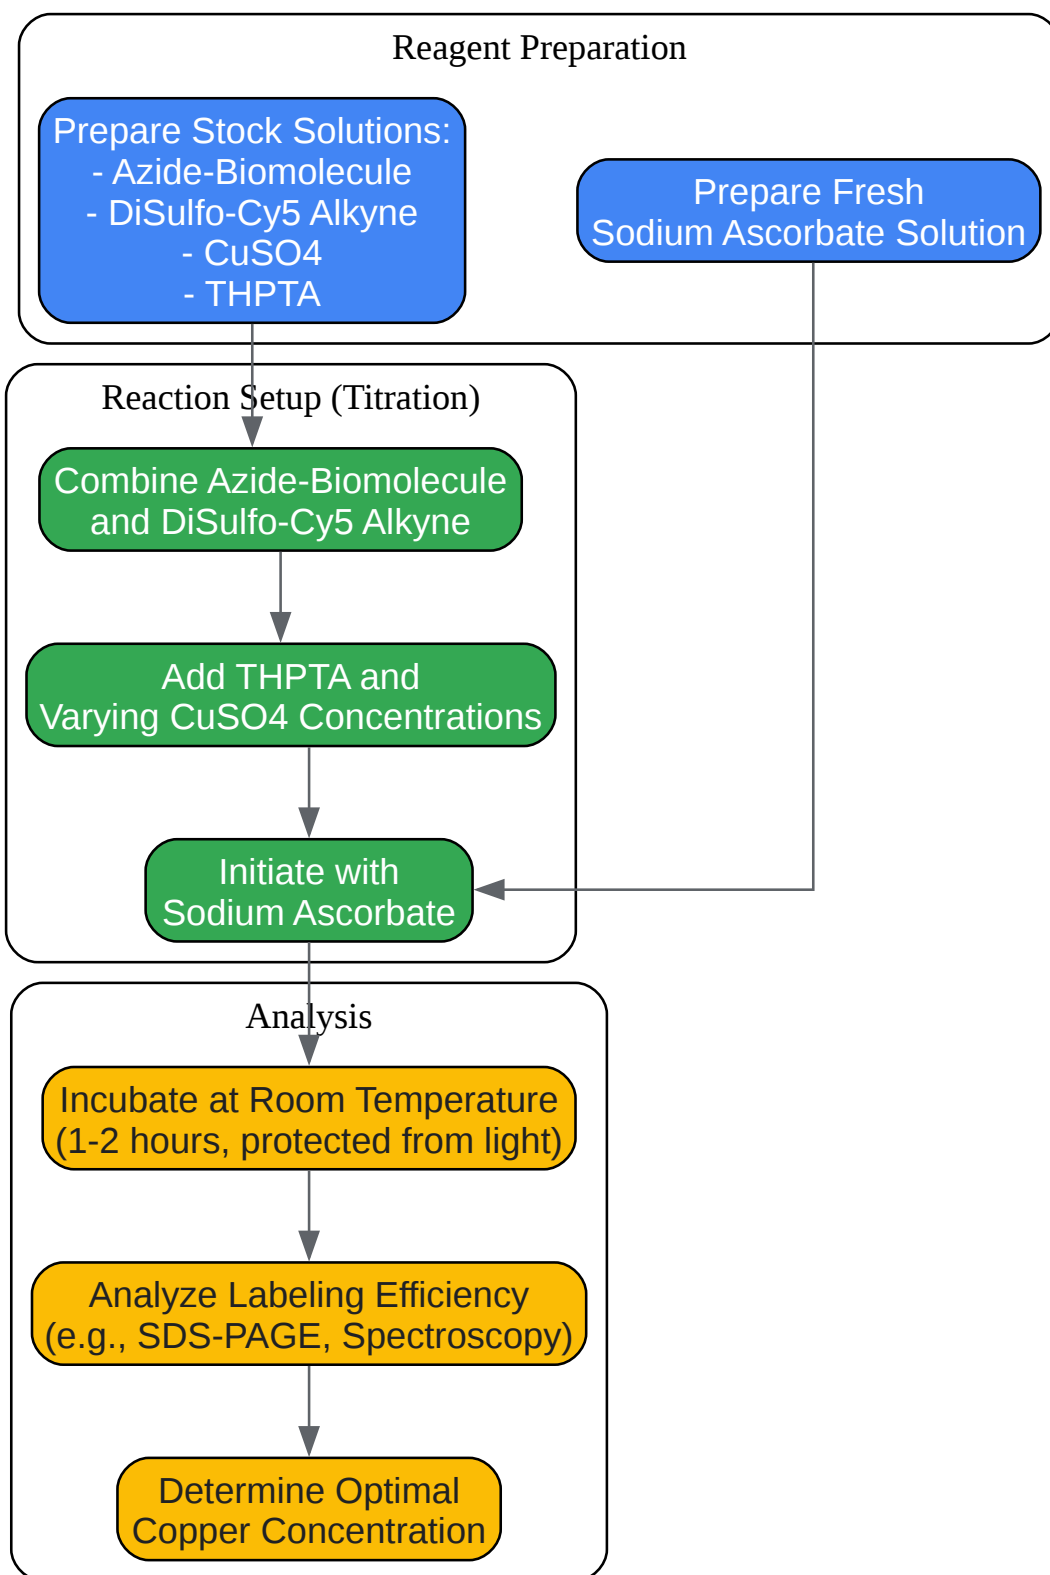 Reagent Preparation
Prepare Stock Solutions:
- Azide-Biomolecule
- DiSulfo-Cy5 Alkyne
- CuSO4
- THPTA
Prepare Fresh
Sodium Ascorbate Solution
Reaction Setup (Titration)
Combine Azide-Biomolecule
and DiSulfo-Cy5 Alkyne
Add THPTA and
Varying CuSO4 Concentrations
Initiate with
Sodium Ascorbate
Analysis
Incubate at Room Temperature
(1-2 hours, protected from light)
Analyze Labeling Efficiency
(e.g., SDS-PAGE, Spectroscopy)
Determine Optimal
Copper Concentration